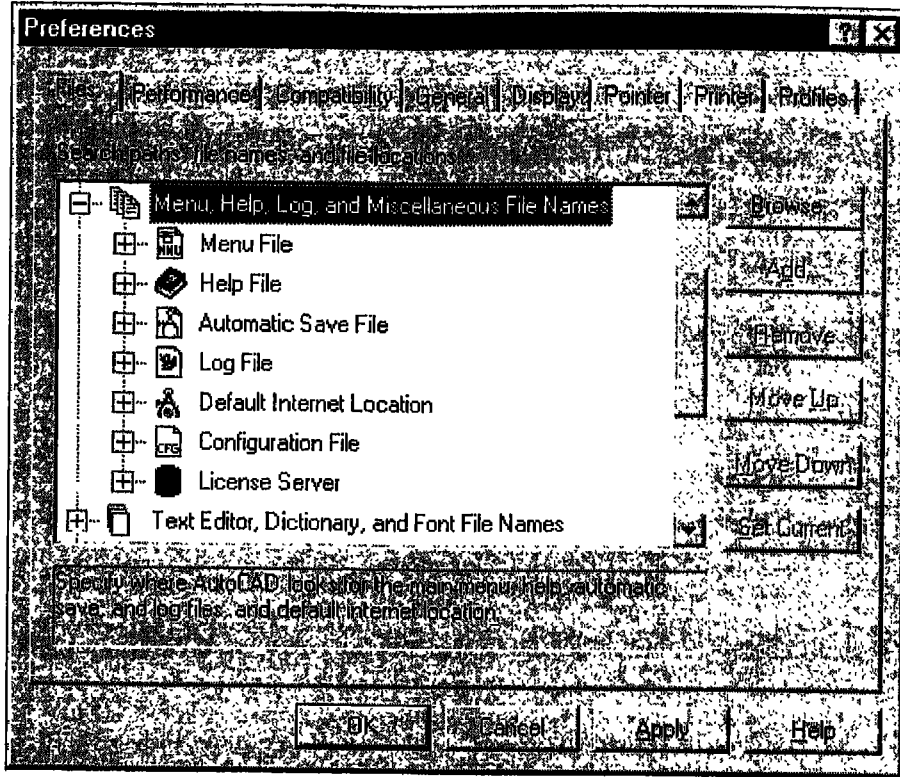 Preferences
Files Performance Compatibility General Display Pointer Printer Profiles
Search paths, file names, and file locations:
Menu, Help, Log, and Miscellaneous File Names
Menu File
Help File
Automatic Save File
Log File
Default Internet Location
Configuration File
License Server
Text Editor, Dictionary, and Font File Names
Browse...
Add...
Remove
Move Up
Move Down
Set Current
Specify where AutoCAD looks for the main menu, help, automatic
save, and log files, and default Internet location.
OK Cancel Apply Help